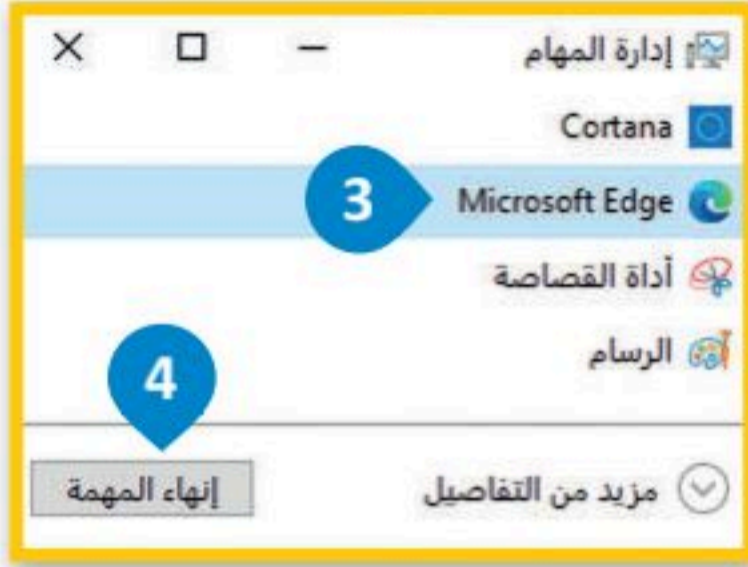 إدارة المهام
Cortana
3
Microsoft Edge
أداة القصاصة
الرسام
4
مزيد من التفاصيل
إنهاء المهمة